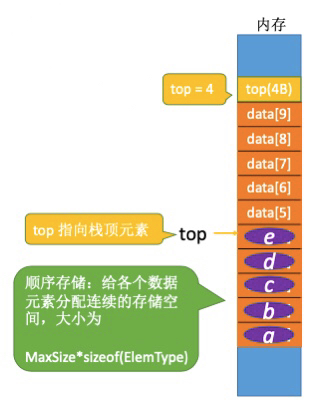 内存
top = 4
top(4B)
data[9]
data[8]
data[7]
data[6]
data[5]
top 指向栈顶元素
top
e
d
c
b
a
顺序存储：给各个数据
元素分配连续的存储空
间，大小为
MaxSize*sizeof(ElemType)